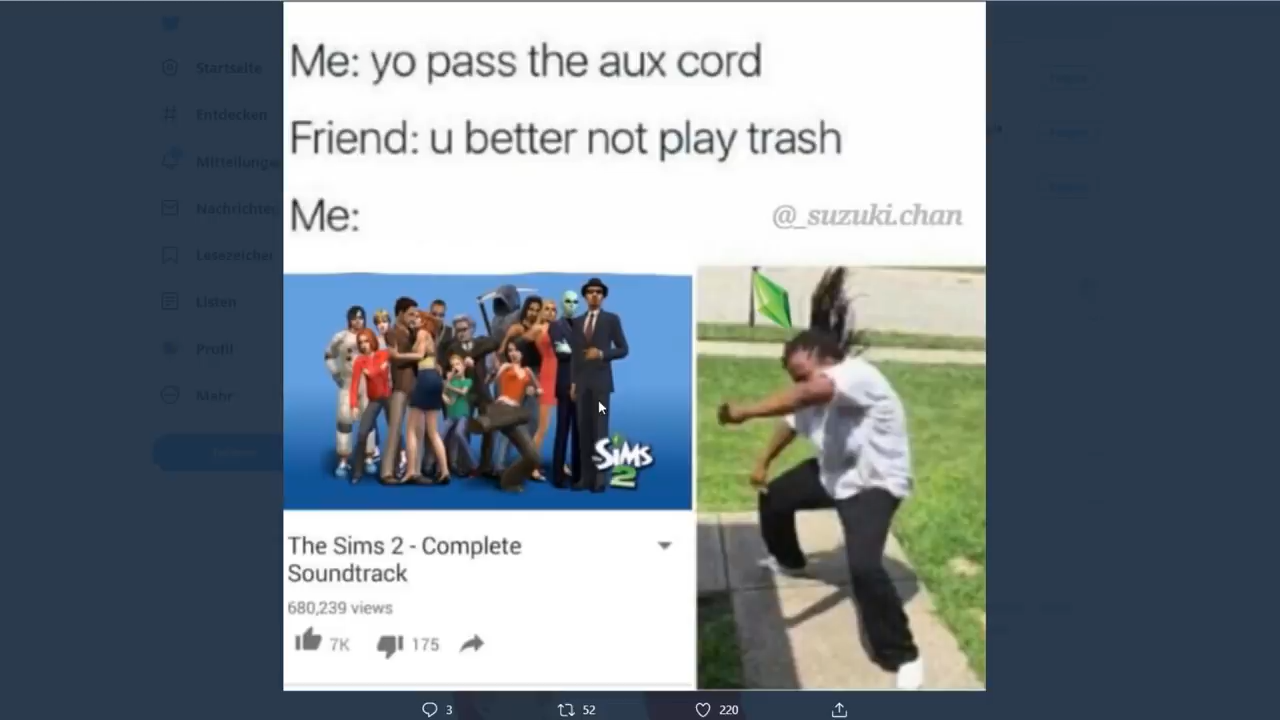 Me: yo pass the aux cord
Friend: u better not play trash
Me:
@_suzuki.chan
SiMS
2
The Sims 2 - Complete
Soundtrack
680,239 views
7K
175
Startseite
Entdecken
Mitteilungen
Nachrichten
Lesezeichen
Listen
Profil
Mehr
3
52
220